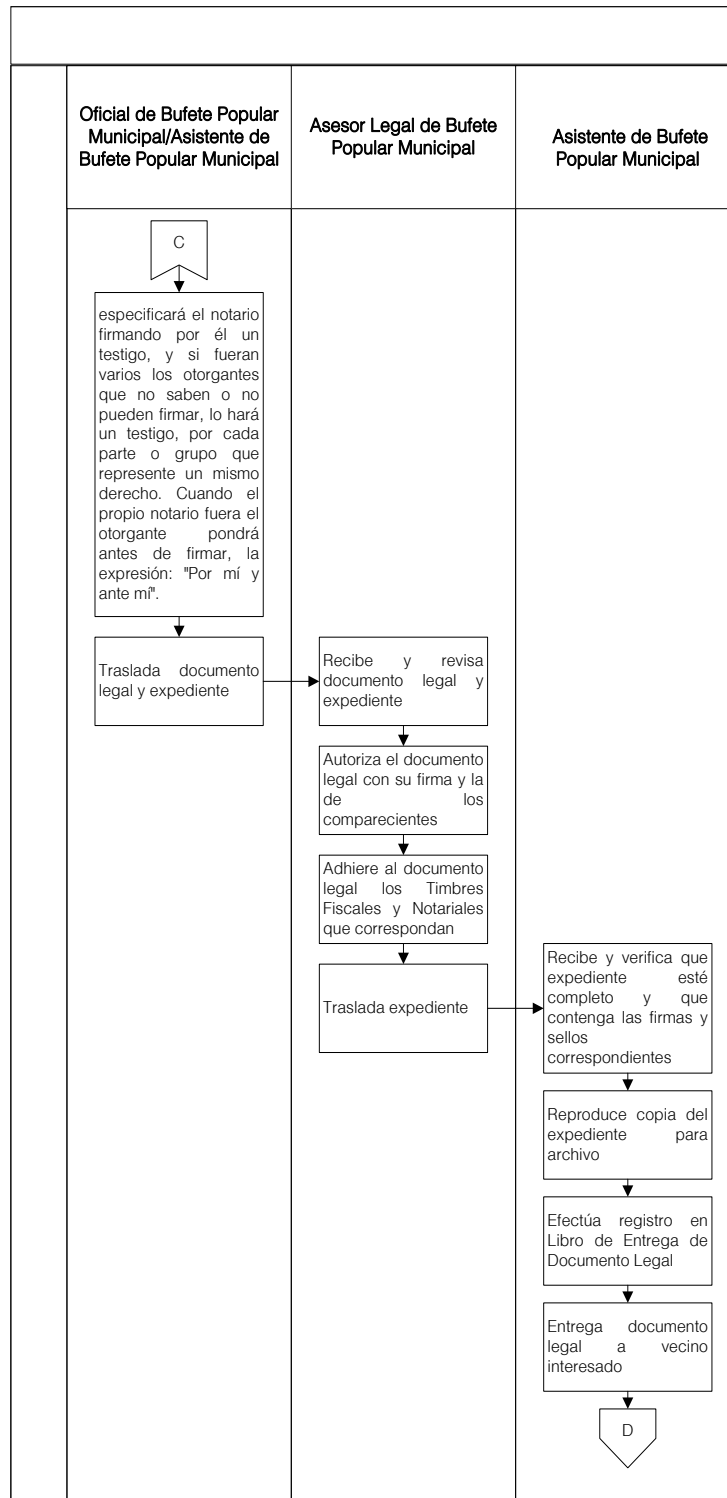 Oficial de Bufete Popular
Municipal/Asistente de
Bufete Popular Municipal
Asesor Legal de Bufete
Popular Municipal
Asistente de Bufete
Popular Municipal
C
especificará el notario
firmando por él un
testigo, y si fueran
varios los otorgantes
que no saben o no
pueden firmar, lo hará
un testigo, por cada
parte o grupo que
represente un mismo
derecho. Cuando el
propio notario fuera el
otorgante pondrá
antes de firmar, la
expresión: "Por mí y
ante mí".
Traslada documento
legal y expediente
Recibe y revisa
documento legal y
expediente
Autoriza el documento
legal con su firma y la
de los
comparecientes
Adhiere al documento
legal los Timbres
Fiscales y Notariales
que correspondan
Traslada expediente
Recibe y verifica que
expediente esté
completo y que
contenga las firmas y
sellos
correspondientes
Reproduce copia del
expediente para
archivo
Efectúa registro en
Libro de Entrega de
Documento Legal
Entrega documento
legal a vecino
interesado
D